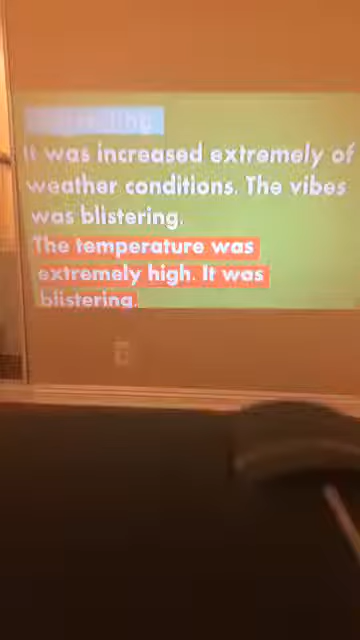 It was increased extremely of
weather conditions. The vibes
was blistering.
The temperature was
extremely high. It was
blistering.